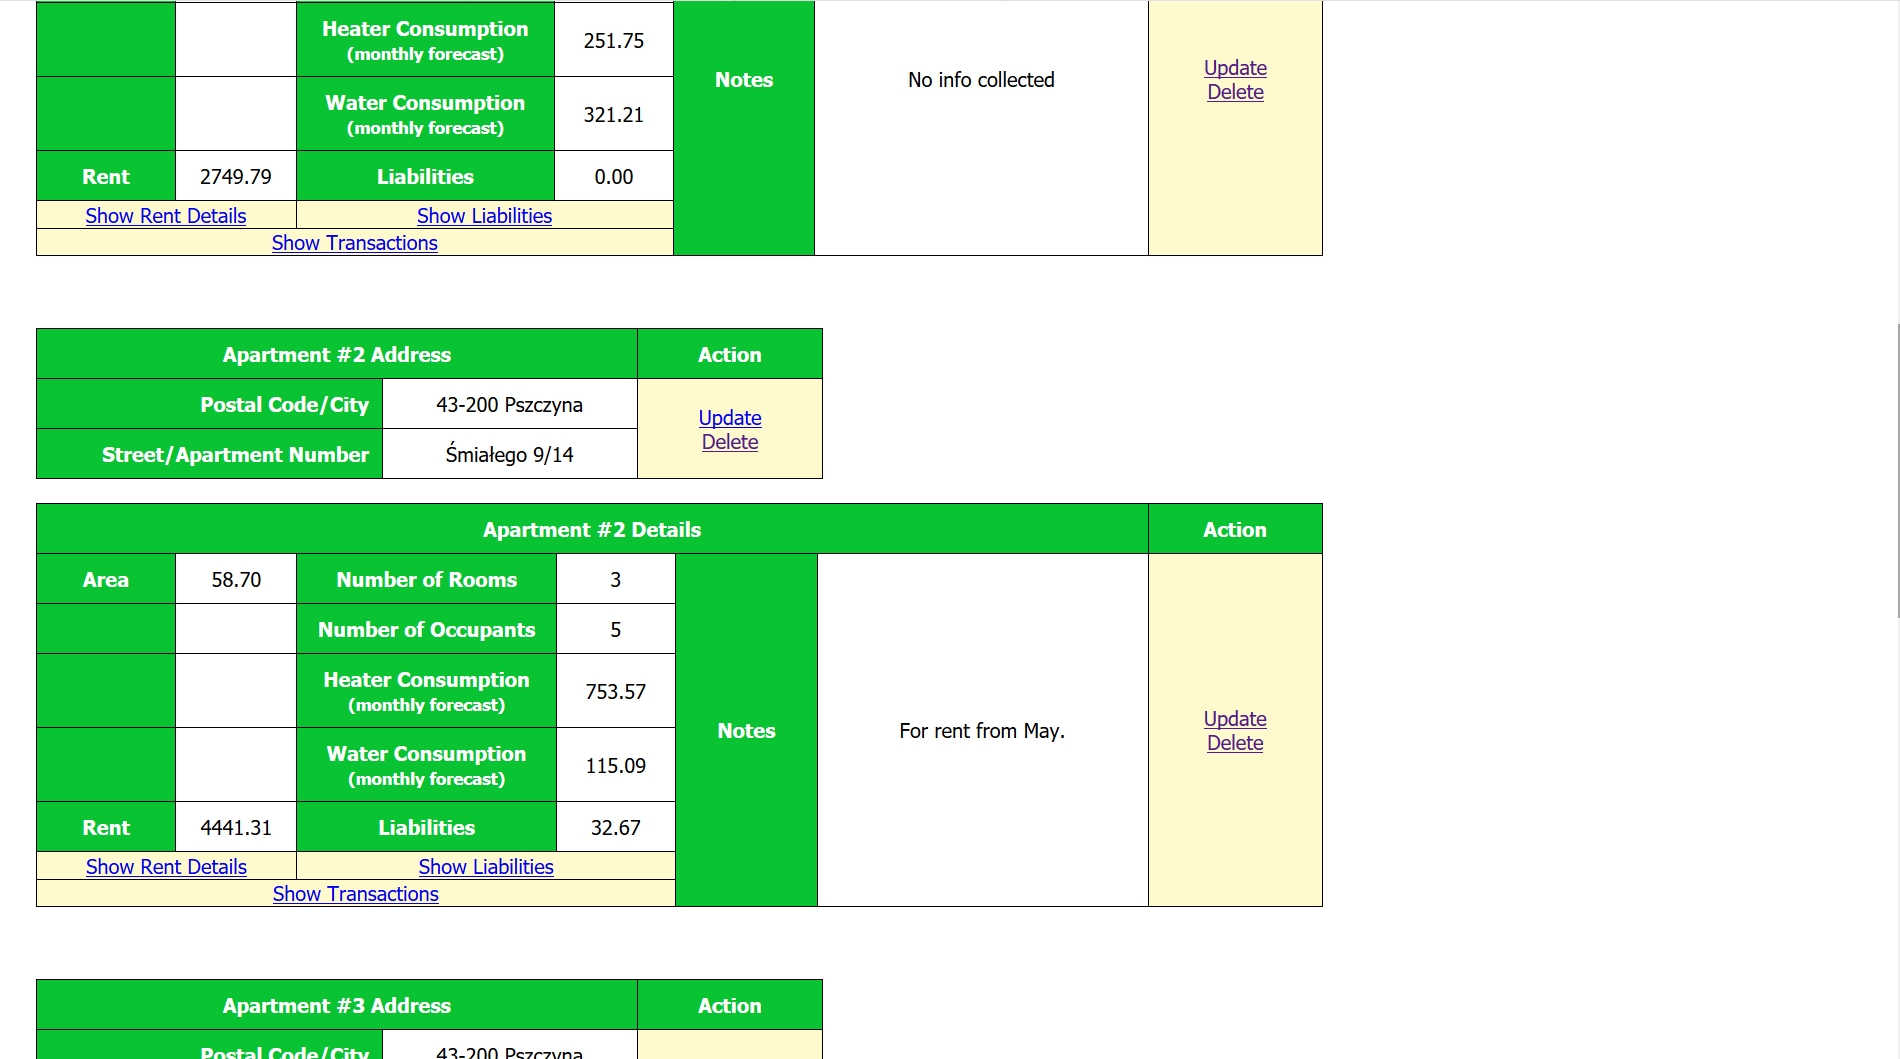 Heater Consumption
(monthly forecast)
251.75
Water Consumption
(monthly forecast)
321.21
Rent
2749.79
Liabilities
0.00
Show Rent Details
Show Liabilities
Show Transactions
Notes
No info collected
Update
Delete
Apartment #2 Address
Action
Postal Code/City
43-200 Pszczyna
Street/Apartment Number
Śmiałego 9/14
Update
Delete
Apartment #2 Details
Action
Area
58.70
Number of Rooms
3
Number of Occupants
5
Heater Consumption
(monthly forecast)
753.57
Water Consumption
(monthly forecast)
115.09
Rent
4441.31
Liabilities
32.67
Show Rent Details
Show Liabilities
Show Transactions
Notes
For rent from May.
Update
Delete
Apartment #3 Address
Action
Postal Code/City
43-200 Pszczyna